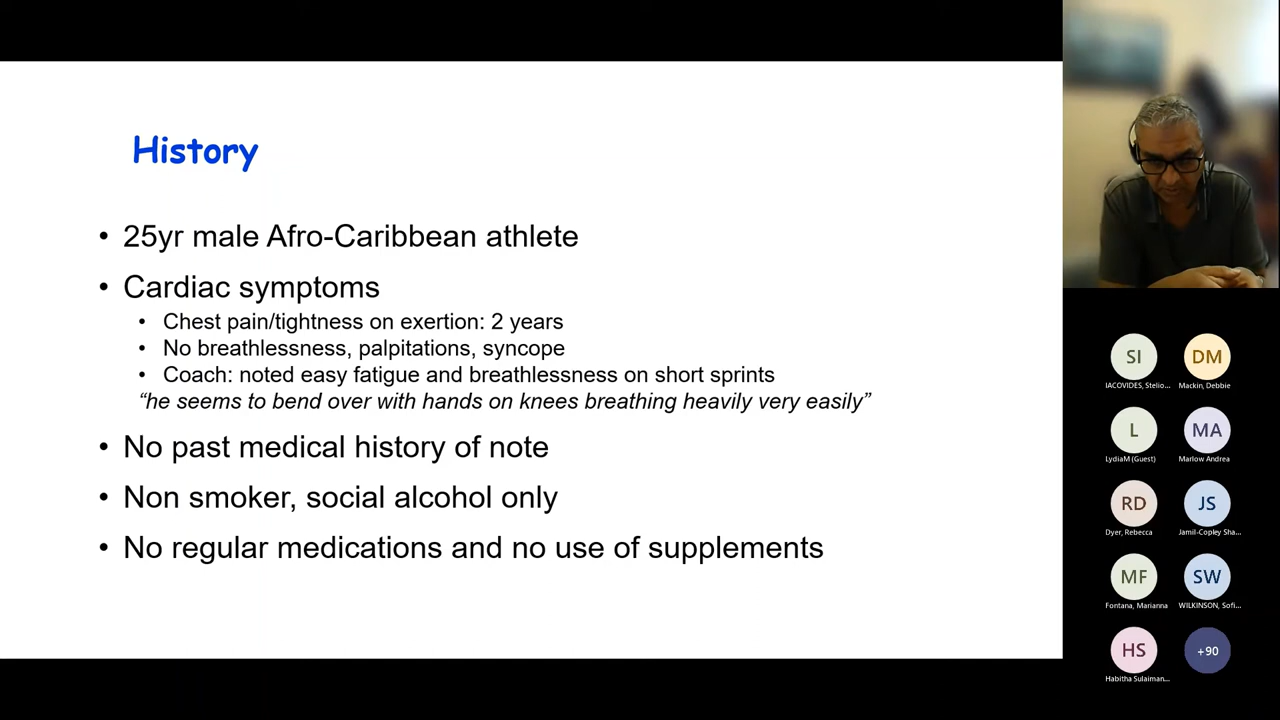 History
• 25yr male Afro-Caribbean athlete
• Cardiac symptoms
• Chest pain/tightness on exertion: 2 years
• No breathlessness, palpitations, syncope
• Coach: noted easy fatigue and breathlessness on short sprints
“he seems to bend over with hands on knees breathing heavily very easily”
• No past medical history of note
• Non smoker, social alcohol only
• No regular medications and no use of supplements
SI
IACOVIDES, Stelio...
DM
Mackin, Debbie
L
LydiaM (Guest)
MA
Marlow Andrea
RD
Dyer, Rebecca
JS
Jamil-Copley Sha...
MF
Fontana, Marianna
SW
WILKINSON, Sofi...
HS
Habitha Sulaiman...
+90